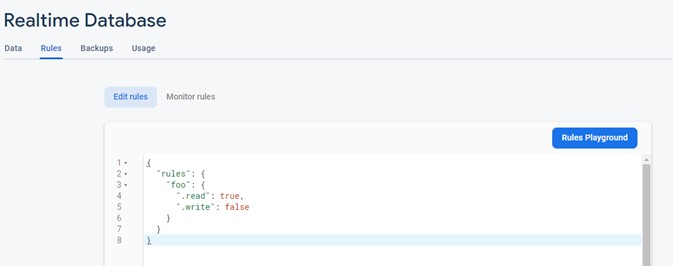 Realtime Database
Data Rules Backups Usage
Edit rules Monitor rules
Rules Playground
1 {
2 "rules": {
3 "foo": {
4 ".read": true,
5 ".write": false
6 }
7 }
8 }